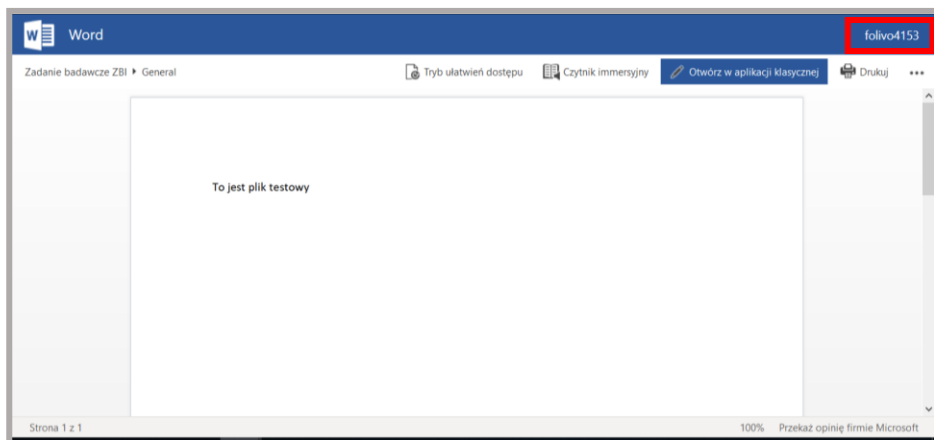 Word folivo4153
Zadanie badawcze ZBI General Tryb ułatwień dostępu Czytnik immersyjny Otwórz w aplikacji klasycznej Drukuj ...
To jest plik testowy
Strona 1 z 1 100% Przekaż opinię firmie Microsoft